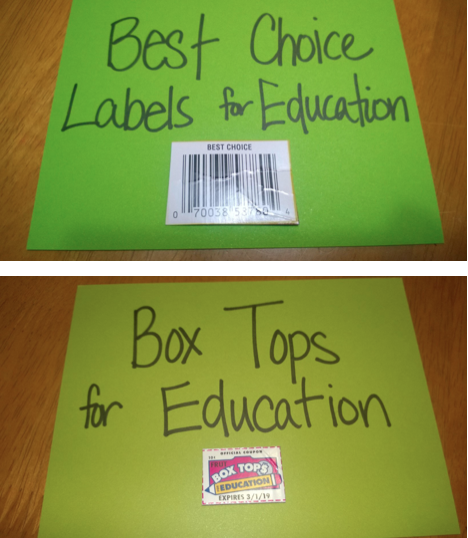 Best Choice
Labels for Education
BEST CHOICE
Box Tops
for Education
OFFICIAL COUPON
BOX TOPS
EDUCATION
EXPIRES 3/1/19